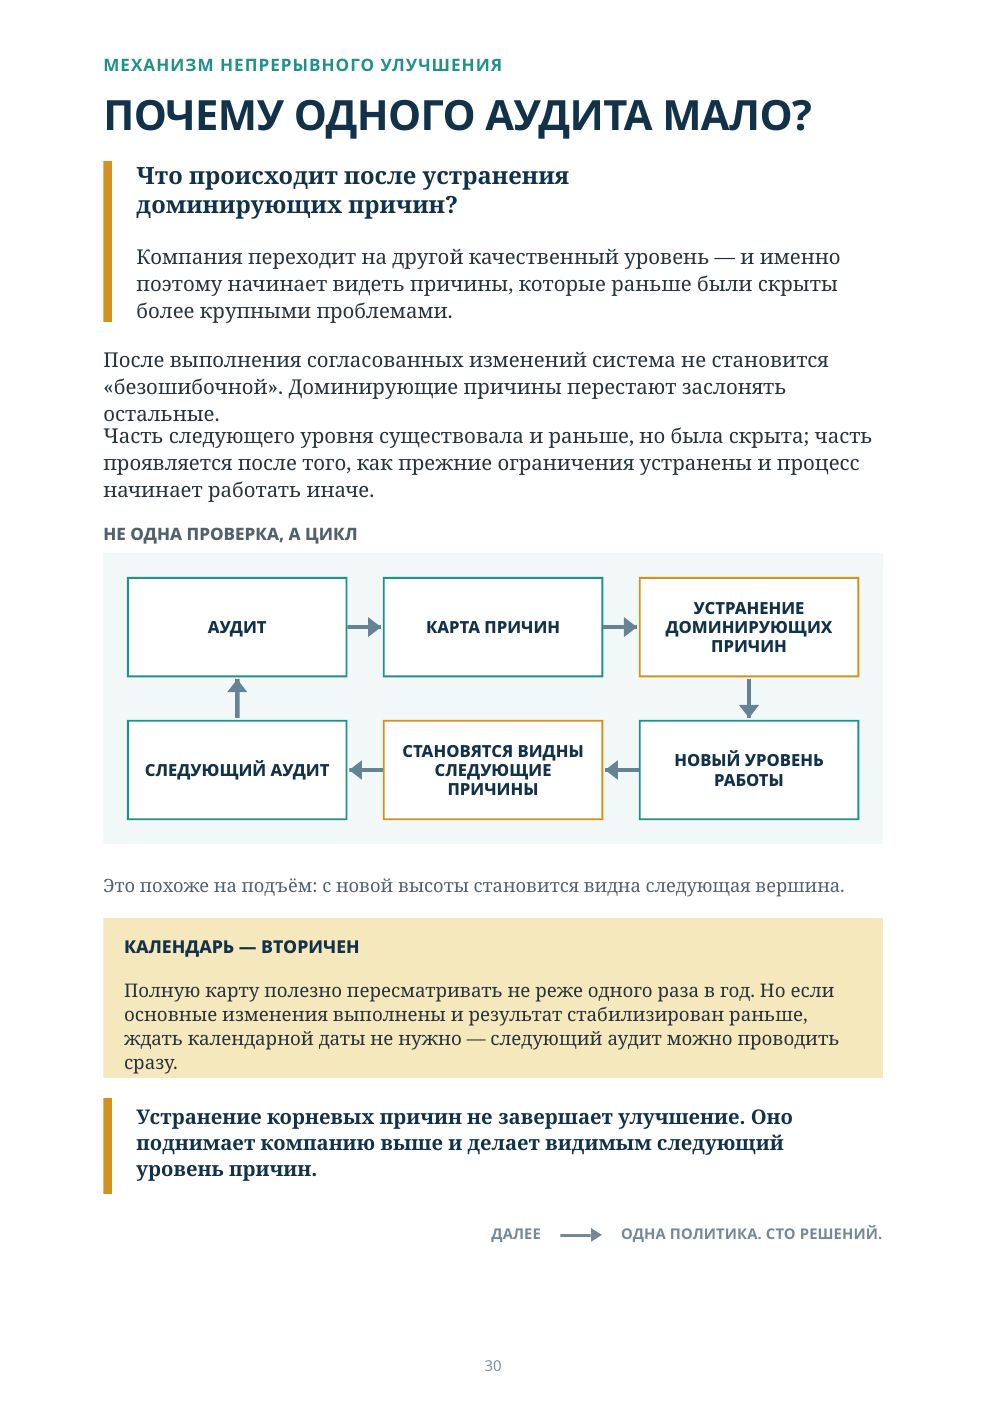 МЕХАНИЗМ НЕПРЕРЫВНОГО УЛУЧШЕНИЯ
ПОЧЕМУ ОДНОГО АУДИТА МАЛО?
Что происходит после устранения
доминирующих причин?
Компания переходит на другой качественный уровень — и именно
поэтому начинает видеть причины, которые раньше были скрыты
более крупными проблемами.
После выполнения согласованных изменений система не становится
«безошибочной». Доминирующие причины перестают заслонять
остальные.
Часть следующего уровня существовала и раньше, но была скрыта; часть
проявляется после того, как прежние ограничения устранены и процесс
начинает работать иначе.
НЕ ОДНА ПРОВЕРКА, А ЦИКЛ
АУДИТ
КАРТА ПРИЧИН
УСТРАНЕНИЕ
ДОМИНИРУЮЩИХ
ПРИЧИН
СЛЕДУЮЩИЙ АУДИТ
СТАНОВЯТСЯ ВИДНЫ
СЛЕДУЮЩИЕ
ПРИЧИНЫ
НОВЫЙ УРОВЕНЬ
РАБОТЫ
Это похоже на подъём: с новой высоты становится видна следующая вершина.
КАЛЕНДАРЬ — ВТОРИЧЕН
Полную карту полезно пересматривать не реже одного раза в год. Но если
основные изменения выполнены и результат стабилизирован раньше,
ждать календарной даты не нужно — следующий аудит можно проводить
сразу.
Устранение корневых причин не завершает улучшение. Оно
поднимает компанию выше и делает видимым следующий
уровень причин.
ДАЛЕЕ ОДНА ПОЛИТИКА. СТО РЕШЕНИЙ.
30